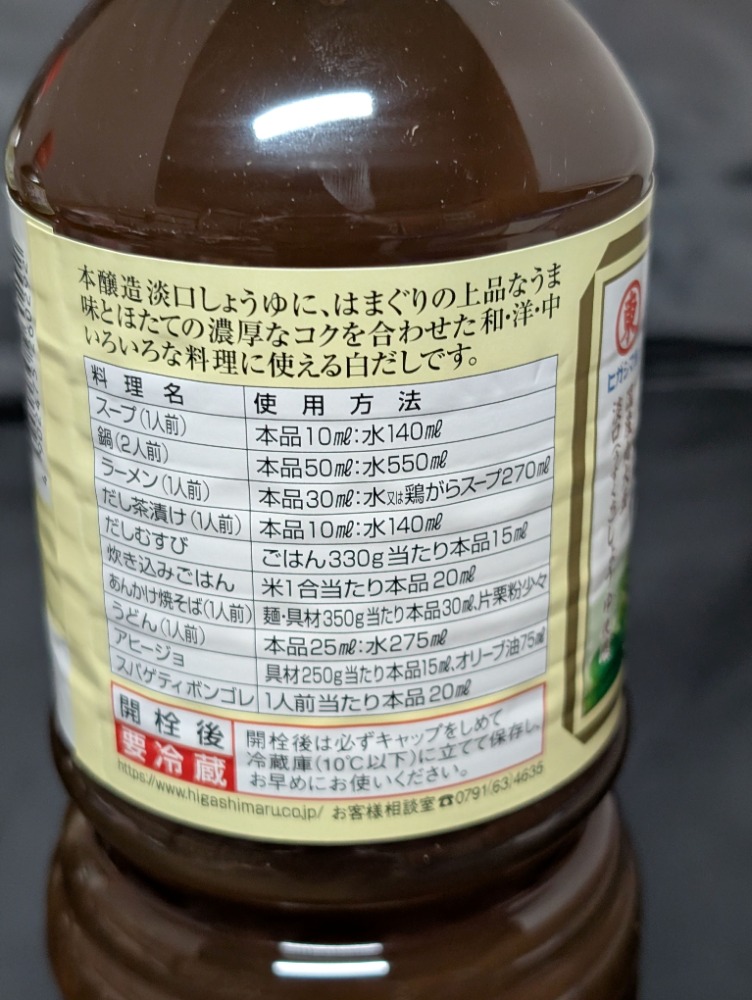 本醸造淡口しょうゆに、はまぐりの上品なうま
味とほたての濃厚なコクを合わせた和・洋・中
いろいろな料理に使える白だしです。
料理名 使用方法
スープ(1人前) 本品10㎖:水140㎖
鍋(2人前) 本品50㎖:水550㎖
ラーメン(1人前) 本品30㎖:水又は鶏がらスープ270㎖
だし茶漬け(1人前) 本品10㎖:水140㎖
だしむすび ごはん330g当たり本品15㎖
炊き込みごはん 米1合当たり本品20㎖
あんかけ焼そば(1人前) 麺・具材350g当たり本品30㎖、片栗粉少々
うどん(1人前) 本品25㎖:水275㎖
アヒージョ 具材250g当たり本品15㎖、オリーブ油75㎖
スパゲティボンゴレ 1人前当たり本品20㎖
開栓後
要冷蔵
開栓後は必ずキャップをしめて
冷蔵庫(10℃以下)に立てて保存し、
お早めにお使いください。
https://www.higashimaru.co.jp/ お客様相談室☎0791(63)4635
東
ヒガシマル